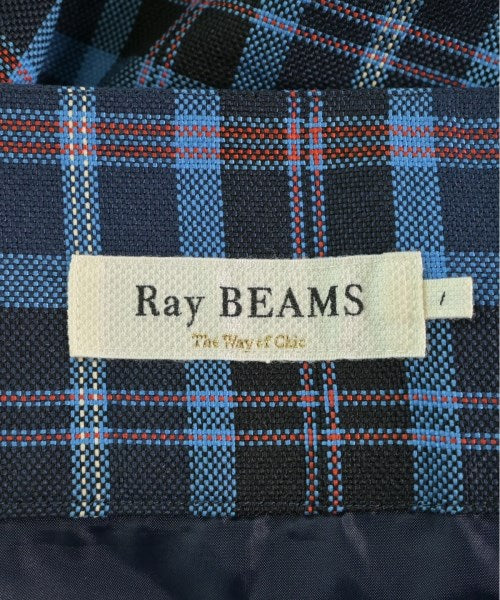 Ray BEAMS
The Way of Chic
1